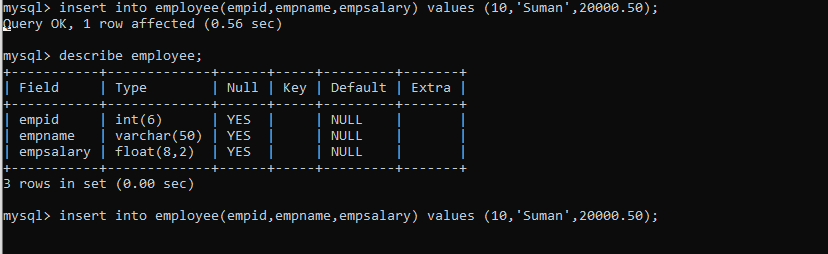 mysql> insert into employee(empid,empname,empsalary) values (10,'Suman',20000.50);
Query OK, 1 row affected (0.56 sec)
mysql> describe employee;
+-----------+-------------+------+-----+---------+-------+
| Field     | Type        | Null | Key | Default | Extra |
+-----------+-------------+------+-----+---------+-------+
| empid     | int(6)      | YES  |     | NULL    |       |
| empname   | varchar(50) | YES  |     | NULL    |       |
| empsalary | float(8,2)  | YES  |     | NULL    |       |
+-----------+-------------+------+-----+---------+-------+
3 rows in set (0.00 sec)
mysql> insert into employee(empid,empname,empsalary) values (10,'Suman',20000.50);